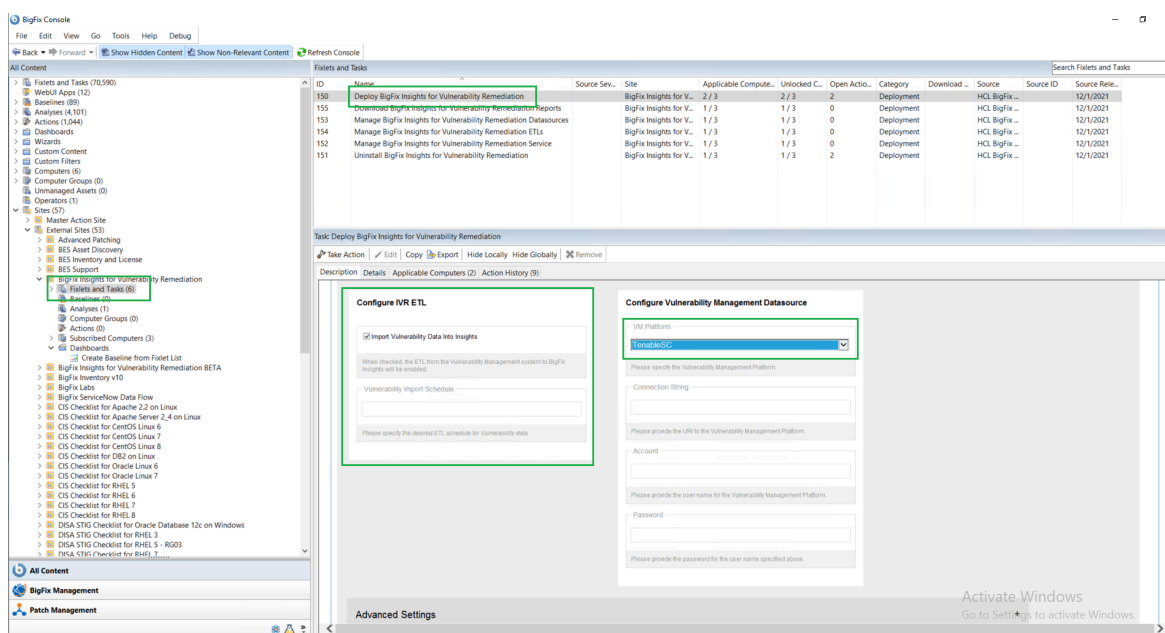 BigFix Console
File Edit View Go Tools Help Debug
Back Forward Show Hidden Content Show Non-Relevant Content Refresh Console
All Content
Fixlets and Tasks (70,590)
WebUI Apps (12)
Baselines (89)
Analyses (4,101)
Actions (1,044)
Dashboards
Wizards
Custom Content
Custom Filters
Computers (6)
Computer Groups (0)
Unmanaged Assets (0)
Operators (1)
Sites (57)
Master Action Site
External Sites (53)
Advanced Patching
BES Asset Discovery
BES Inventory and License
BES Support
BigFix Insights for Vulnerability Remediation
Fixlets and Tasks (6)
Baselines (0)
Analyses (1)
Computer Groups (0)
Actions (0)
Subscribed Computers (3)
Dashboards
Create Baseline from Fixlet List
BigFix Insights for Vulnerability Remediation BETA
BigFix Inventory v10
BigFix Labs
BigFix ServiceNow Data Flow
CIS Checklist for Apache 2.2 on Linux
CIS Checklist for Apache Server 2_4 on Linux
CIS Checklist for CentOS Linux 6
CIS Checklist for CentOS Linux 7
CIS Checklist for CentOS Linux 8
CIS Checklist for DB2 on Linux
CIS Checklist for Oracle Linux 6
CIS Checklist for Oracle Linux 7
CIS Checklist for RHEL 5
CIS Checklist for RHEL 6
CIS Checklist for RHEL 7
CIS Checklist for RHEL 8
DISA STIG Checklist for Oracle Database 12c on Windows
DISA STIG Checklist for RHEL 3
DISA STIG Checklist for RHEL 5 - RG03
DISA STIG Checklist for RHEL 7
All Content
BigFix Management
Patch Management
Fixlets and Tasks
Search Fixlets and Tasks
ID Name Source Sev... Site Applicable Compute... Unlocked C... Open Actio... Category Download ... Source Source ID Source Rele...
150 Deploy BigFix Insights for Vulnerability Remediation BigFix Insights for V... 2 / 3 2 / 3 2 Deployment HCL BigFix ... 12/1/2021
155 Download BigFix Insights for Vulnerability Remediation Reports BigFix Insights for V... 1 / 3 1 / 3 0 Deployment HCL BigFix ... 12/1/2021
153 Manage BigFix Insights for Vulnerability Remediation Datasources BigFix Insights for V... 1 / 3 1 / 3 0 Deployment HCL BigFix ... 12/1/2021
154 Manage BigFix Insights for Vulnerability Remediation ETLs BigFix Insights for V... 1 / 3 1 / 3 0 Deployment HCL BigFix ... 12/1/2021
152 Manage BigFix Insights for Vulnerability Remediation Service BigFix Insights for V... 1 / 3 1 / 3 0 Deployment HCL BigFix ... 12/1/2021
151 Uninstall BigFix Insights for Vulnerability Remediation BigFix Insights for V... 1 / 3 1 / 3 2 Deployment HCL BigFix ... 12/1/2021
Task: Deploy BigFix Insights for Vulnerability Remediation
Take Action Edit Copy Export Hide Locally Hide Globally Remove
Description Details Applicable Computers (2) Action History (9)
Configure IVR ETL
Import Vulnerability Data Into Insights
When checked, the ETL from the Vulnerability Management system to BigFix
Insights will be enabled.
Vulnerability Import Schedule
Please specify the desired ETL schedule for Vulnerability data
Configure Vulnerability Management Datasource
VM Platform
TenableSC
Please specify the Vulnerability Management Platform
Connection String
Please provide the URI to the Vulnerability Management Platform
Account
Please provide the user name for the Vulnerability Management Platform.
Password
Please provide the password for the user name specified above.
Advanced Settings
+
Activate Windows
Go to Settings to activate Windows.